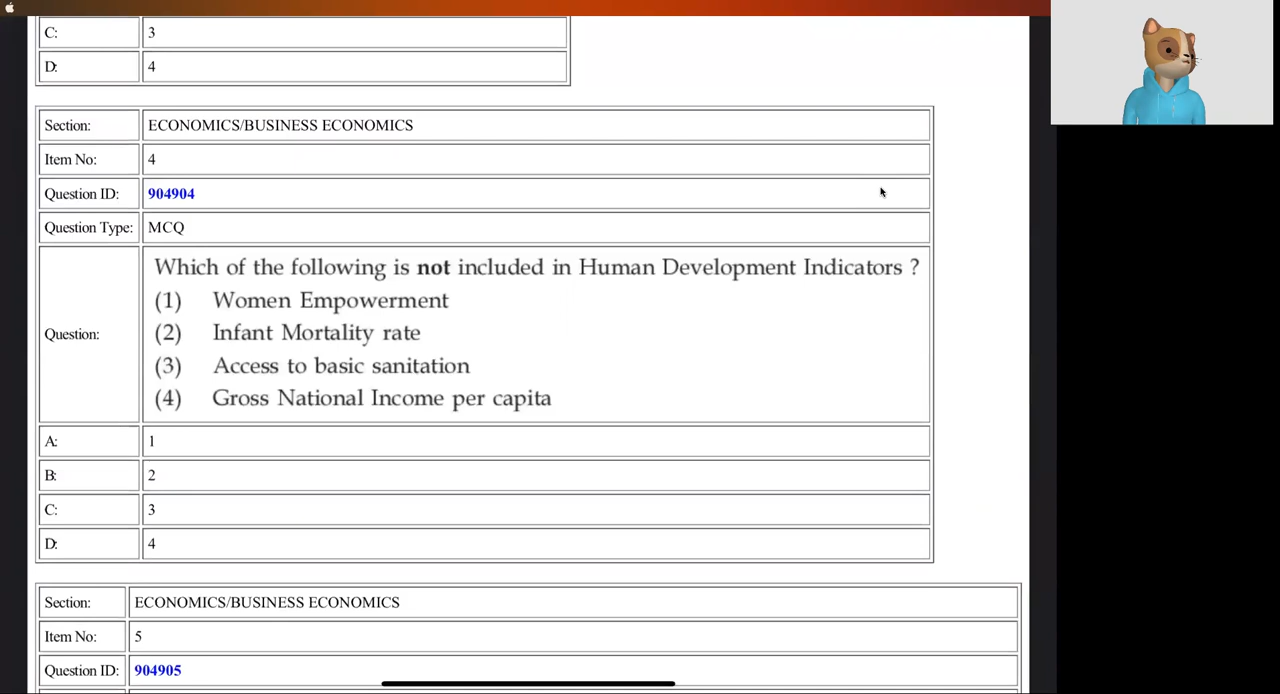 C: 3
D: 4
Section: ECONOMICS/BUSINESS ECONOMICS
Item No: 4
Question ID: 904904
Question Type: MCQ
Question:
Which of the following is not included in Human Development Indicators ?
(1) Women Empowerment
(2) Infant Mortality rate
(3) Access to basic sanitation
(4) Gross National Income per capita
A: 1
B: 2
C: 3
D: 4
Section: ECONOMICS/BUSINESS ECONOMICS
Item No: 5
Question ID: 904905